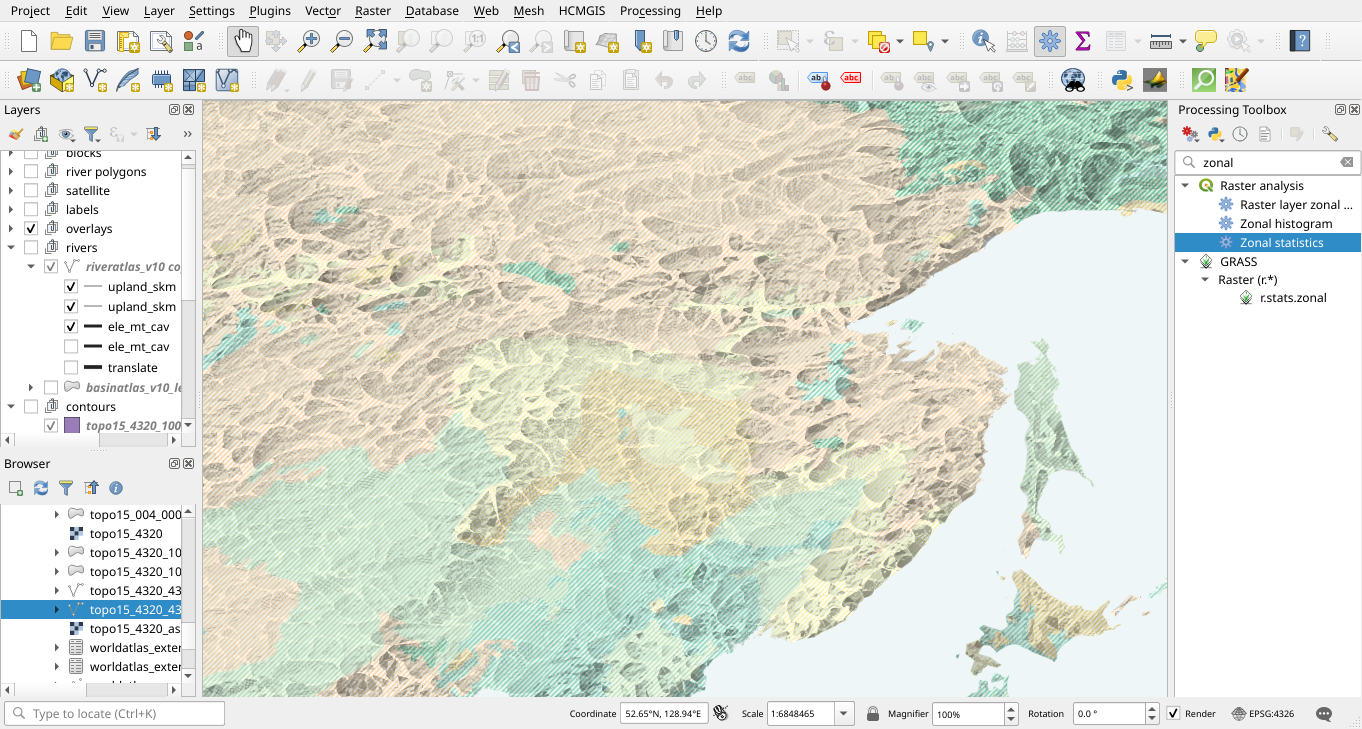 Project Edit View Layer Settings Plugins Vector Raster Database Web Mesh HCMGIS Processing Help
Layers
blocks
river polygons
satellite
labels
overlays
rivers
riveratlas_v10 co
upland_skm
upland_skm
ele_mt_cav
ele_mt_cav
translate
basinatlas_v10_le
contours
topo15_4320_100
Browser
topo15_004_000
topo15_4320
topo15_4320_10
topo15_4320_10
topo15_4320_43
topo15_4320_43
topo15_4320_as
worldatlas_exter
worldatlas_exter
Processing Toolbox
zonal
Raster analysis
Raster layer zonal ...
Zonal histogram
Zonal statistics
GRASS
Raster (r.*)
r.stats.zonal
Type to locate (Ctrl+K)
Coordinate 52.65°N, 128.94°E Scale 1:6848465 Magnifier 100% Rotation 0.0 ° Render EPSG:4326